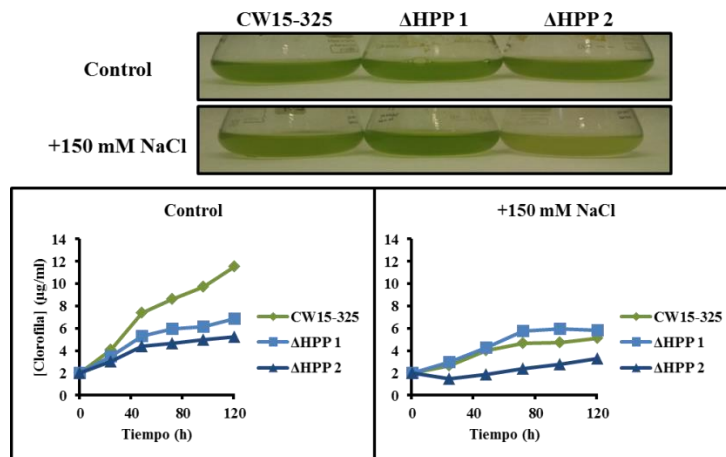 CW15-325 ΔHPP 1 ΔHPP 2
Control
+150 mM NaCl
Control
[Clorofila] (µg/ml)
14
12
10
8
6
4
2
0
0 40 80 120
Tiempo (h)
CW15-325
ΔHPP 1
ΔHPP 2
+150 mM NaCl
14
12
10
8
6
4
2
0
0 40 80 120
Tiempo (h)
CW15-325
ΔHPP 1
ΔHPP 2